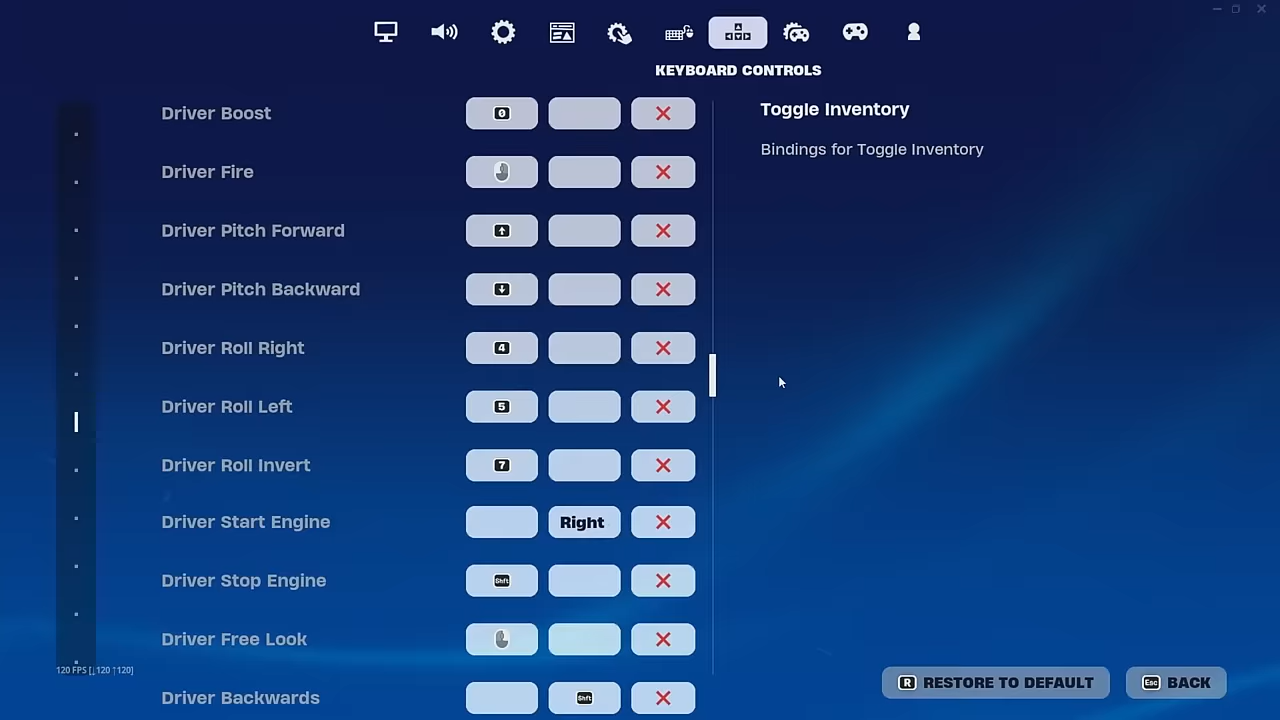 KEYBOARD CONTROLS
Driver Boost 0
Toggle Inventory
Bindings for Toggle Inventory
Driver Fire
Driver Pitch Forward
Driver Pitch Backward
Driver Roll Right 4
Driver Roll Left 5
Driver Roll Invert 7
Driver Start Engine Right
Driver Stop Engine Shft
Driver Free Look
120 FPS [↓120 ↑120]
Driver Backwards Shft
R RESTORE TO DEFAULT
Esc BACK